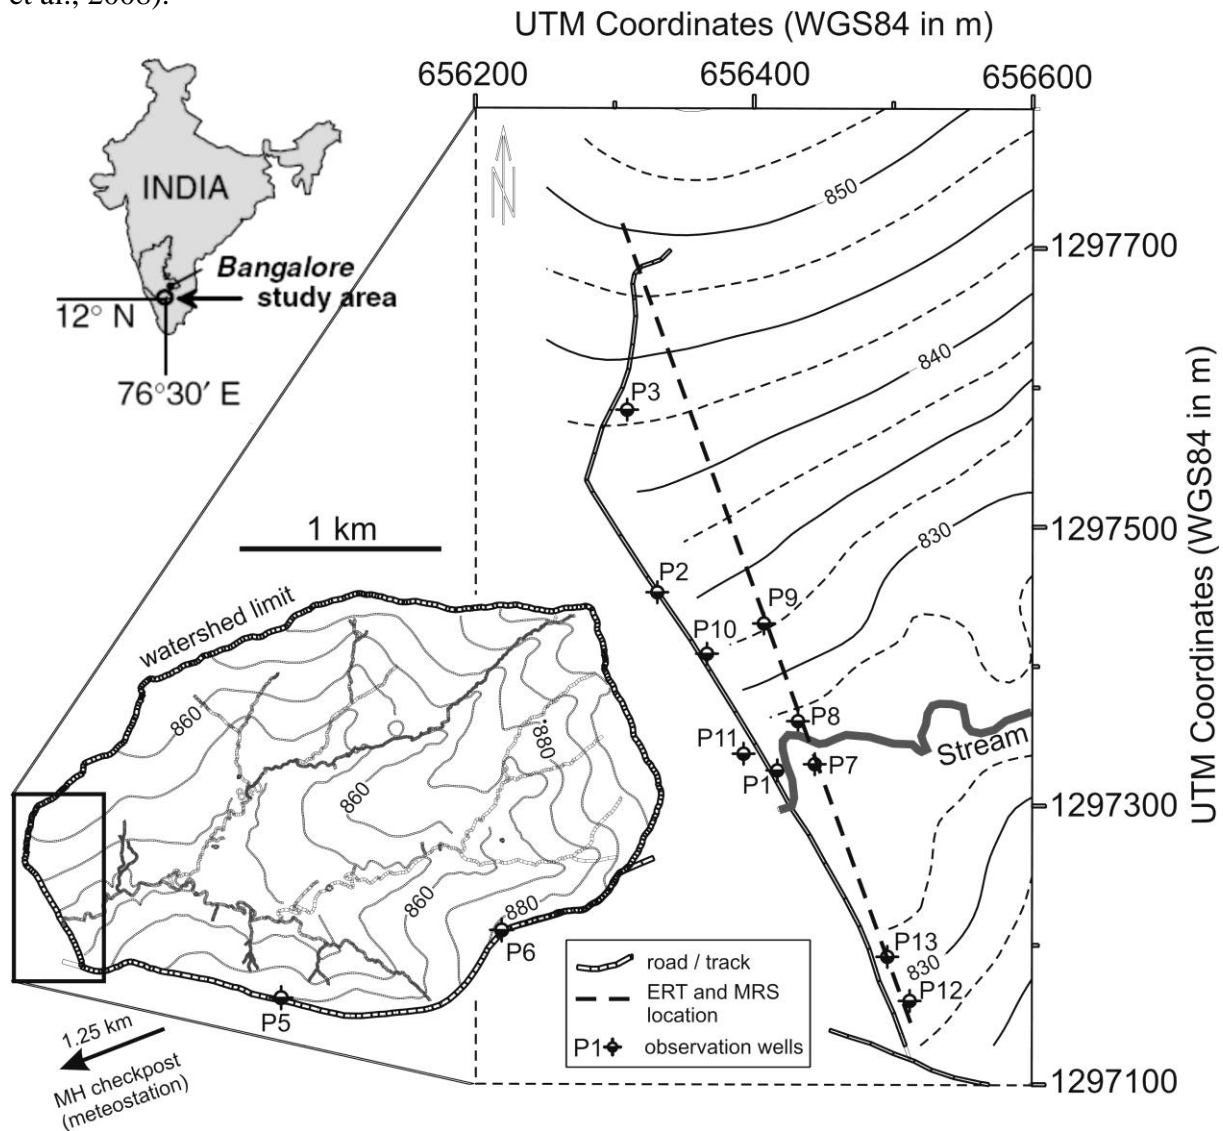 et al., 2008).
UTM Coordinates (WGS84 in m)
656200
656400
656600
INDIA
Bangalore
study area
12° N
76°30′ E
N
850
1297700
840
P3
1 km
1297500
830
P2
P9
P10
watershed limit
UTM Coordinates (WGS84 in m)
P8
P11
P7
Stream
P1
860
880
860
1297300
860
880
P6
P13
830
P12
P5
1.25 km
MH checkpost
(meteostation)
road / track
ERT and MRS
location
P1 observation wells
1297100